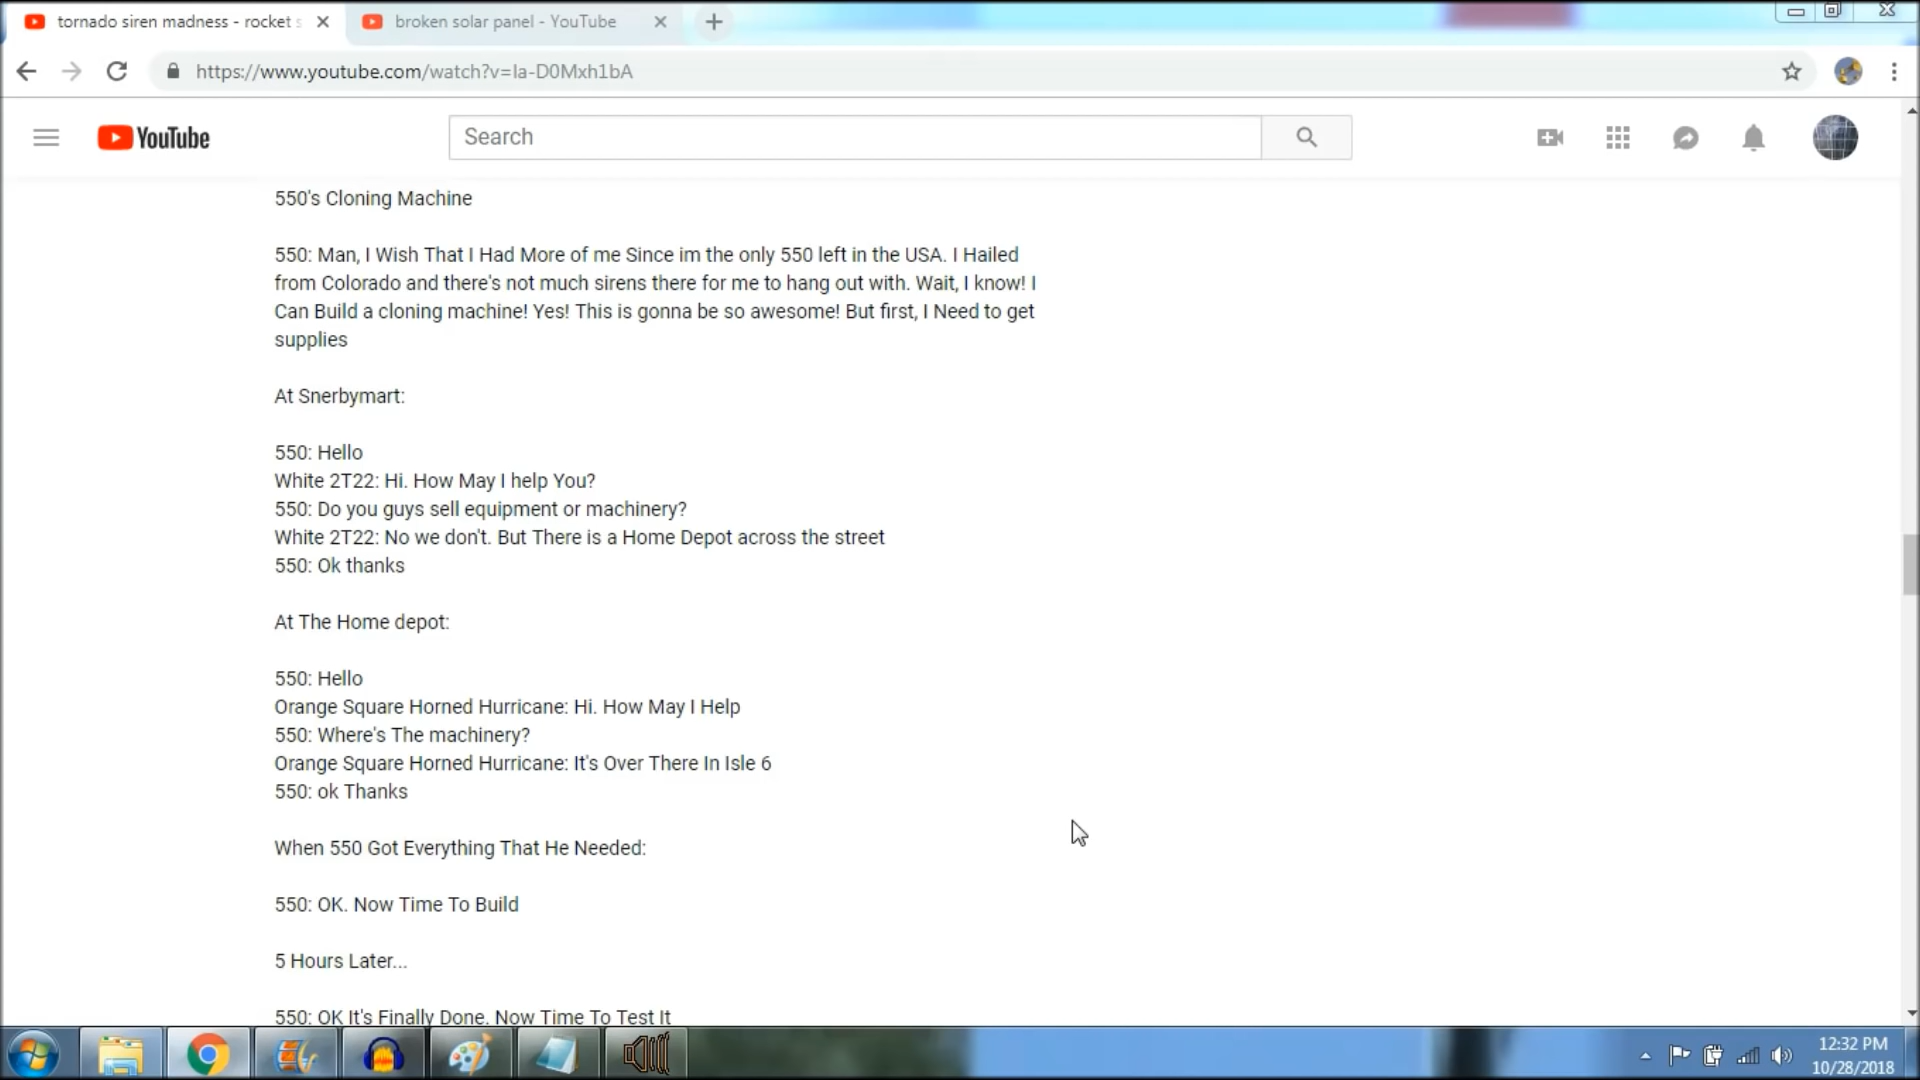 tornado siren madness - rocket s
broken solar panel - YouTube
https://www.youtube.com/watch?v=Ia-D0Mxh1bA
YouTube
Search
550's Cloning Machine
550: Man, I Wish That I Had More of me Since im the only 550 left in the USA. I Hailed
from Colorado and there's not much sirens there for me to hang out with. Wait, I know! I
Can Build a cloning machine! Yes! This is gonna be so awesome! But first, I Need to get
supplies
At Snerbymart:
550: Hello
White 2T22: Hi. How May I help You?
550: Do you guys sell equipment or machinery?
White 2T22: No we don't. But There is a Home Depot across the street
550: Ok thanks
At The Home depot:
550: Hello
Orange Square Horned Hurricane: Hi. How May I Help
550: Where's The machinery?
Orange Square Horned Hurricane: It's Over There In Isle 6
550: ok Thanks
When 550 Got Everything That He Needed:
550: OK. Now Time To Build
5 Hours Later...
550: OK It's Finally Done. Now Time To Test It
12:32 PM
10/28/2018